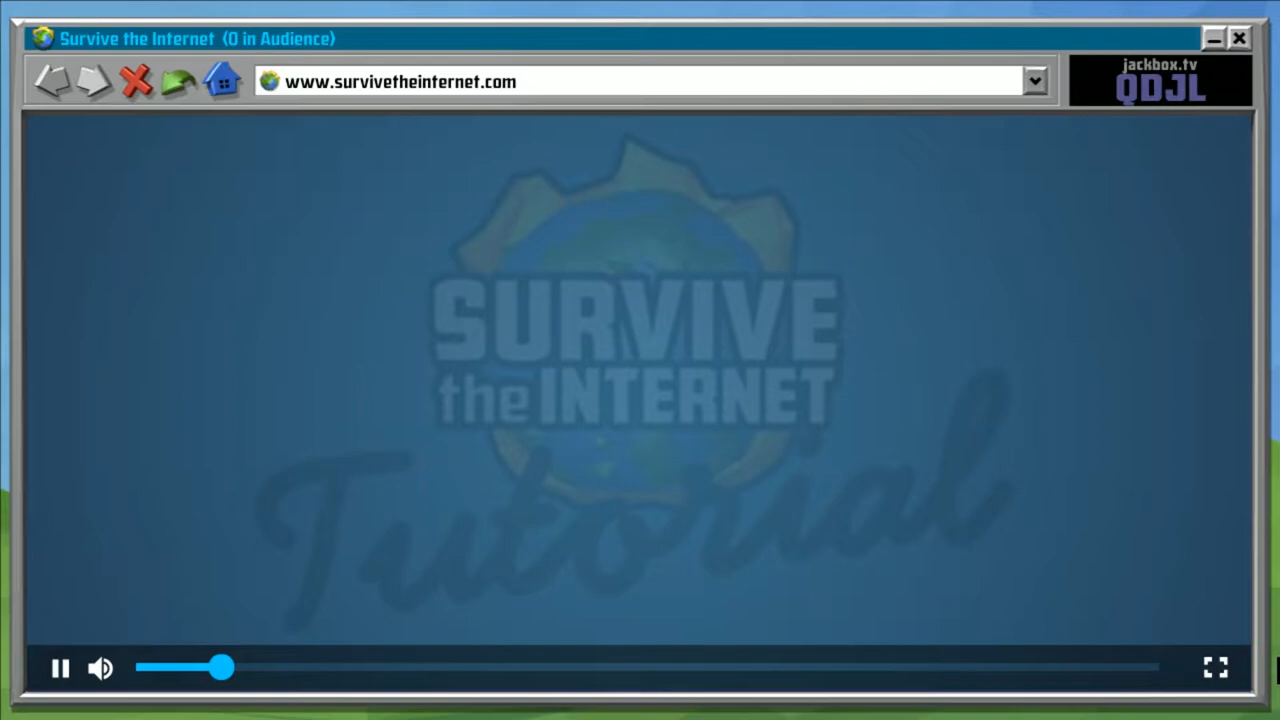 Survive the Internet (0 in Audience)
www.survivetheinternet.com
jackbox.tv
QDJL
SURVIVE
the INTERNET
Tutorial